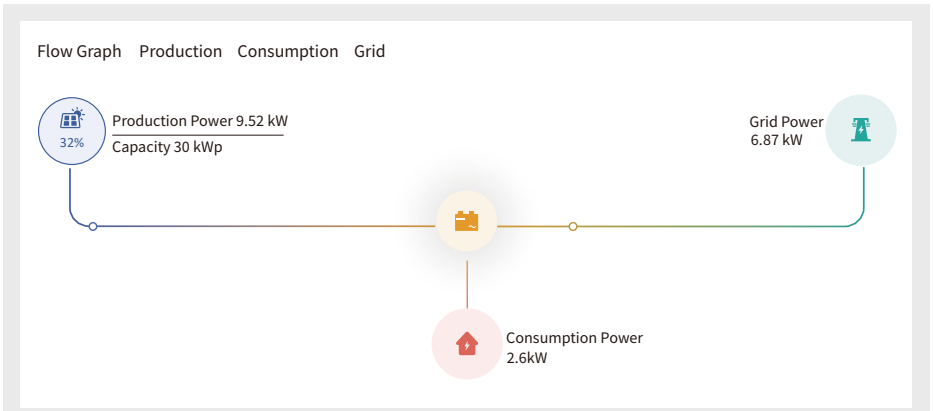 Flow Graph Production Consumption Grid
32%
Production Power 9.52 kW
Capacity 30 kWp
Grid Power
6.87 kW
Consumption Power
2.6kW